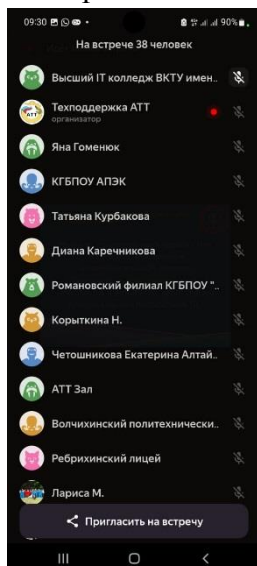 09:30
90%
На встрече 38 человек
Высший IT колледж ВКТУ имен..
Техподдержка АТТ
организатор
АТТ
Яна Гоменюк
КГБПОУ АПЭК
Татьяна Курбакова
Диана Каречникова
Романовский филиал КГБПОУ "..
Корыткина Н.
Четошникова Екатерина Алтай..
АТТ Зал
Волчихинский политехнически..
Ребрихинский лицей
Лариса М.
Пригласить на встречу